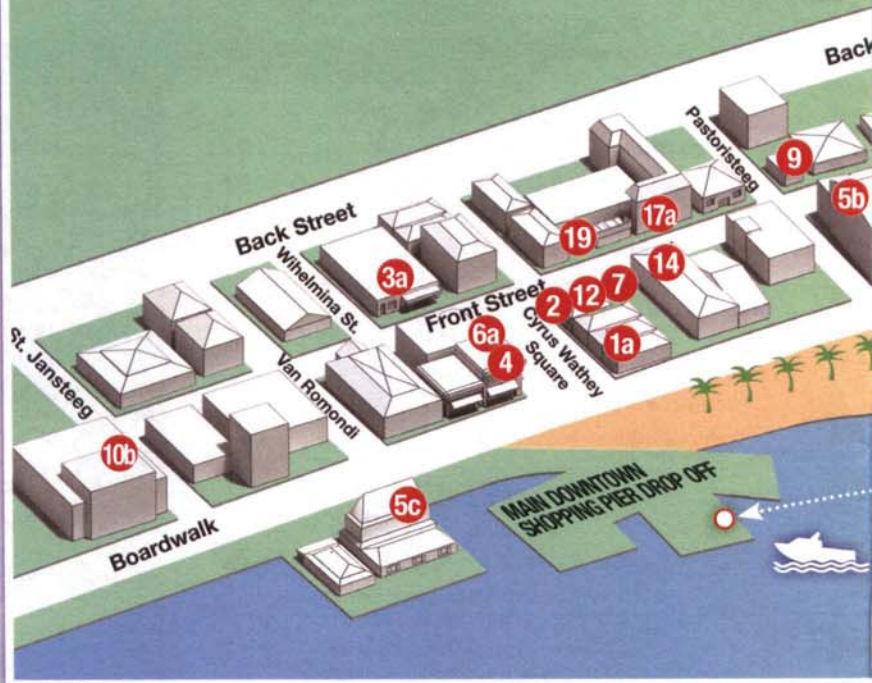 Back
Pastoristeeg
9
5b
Back Street
17a
19
Wihelmina St.
3a
14
7
12
2
Front Street
Cyrus Wathey
Square
1a
6a
4
St. Jansteeg
Van Romondi
10b
MAIN DOWNTOWN
SHOPPING PIER DROP OFF
5c
Boardwalk